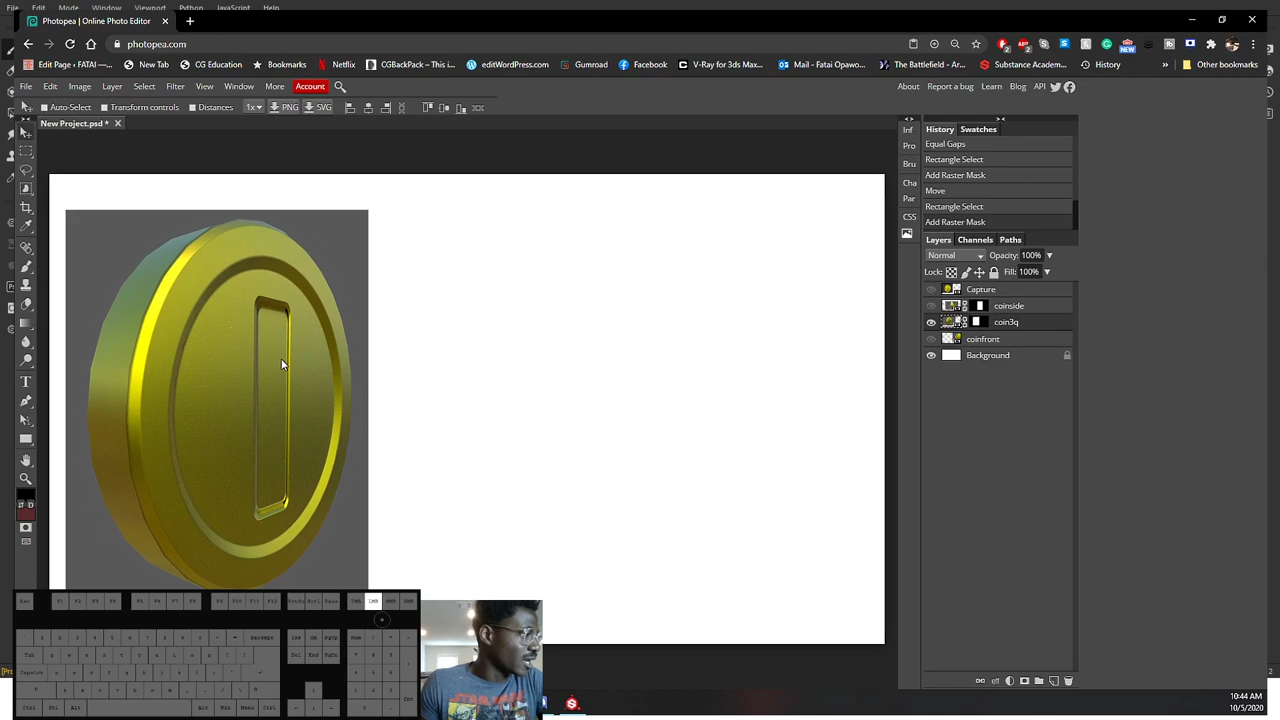 File Edit Mode Window Viewport Python JavaScript
Photopea | Online Photo Editor
photopea.com
Edit Page ‹ FATAI —... New Tab CG Education Bookmarks Netflix CGBackPack – This i... editWordPress.com Gumroad Facebook V-Ray for 3ds Max... Mail - Fatai Opawo... The Battlefield - Ar... Substance Academ... History » Other bookmarks
File Edit Image Layer Select Filter View Window More Account About Report a bug Learn Blog API
Auto-Select Transform controls Distances 1x PNG SVG
New Project.psd *
Inf
Pro
Bru
Cha
Par
CSS
History Swatches
Equal Gaps
Rectangle Select
Add Raster Mask
Move
Rectangle Select
Add Raster Mask
Layers Channels Paths
Normal Opacity: 100%
Lock: Fill: 100%
Capture
coinside
coin3q
coinfront
Background
10:44 AM
10/5/2020